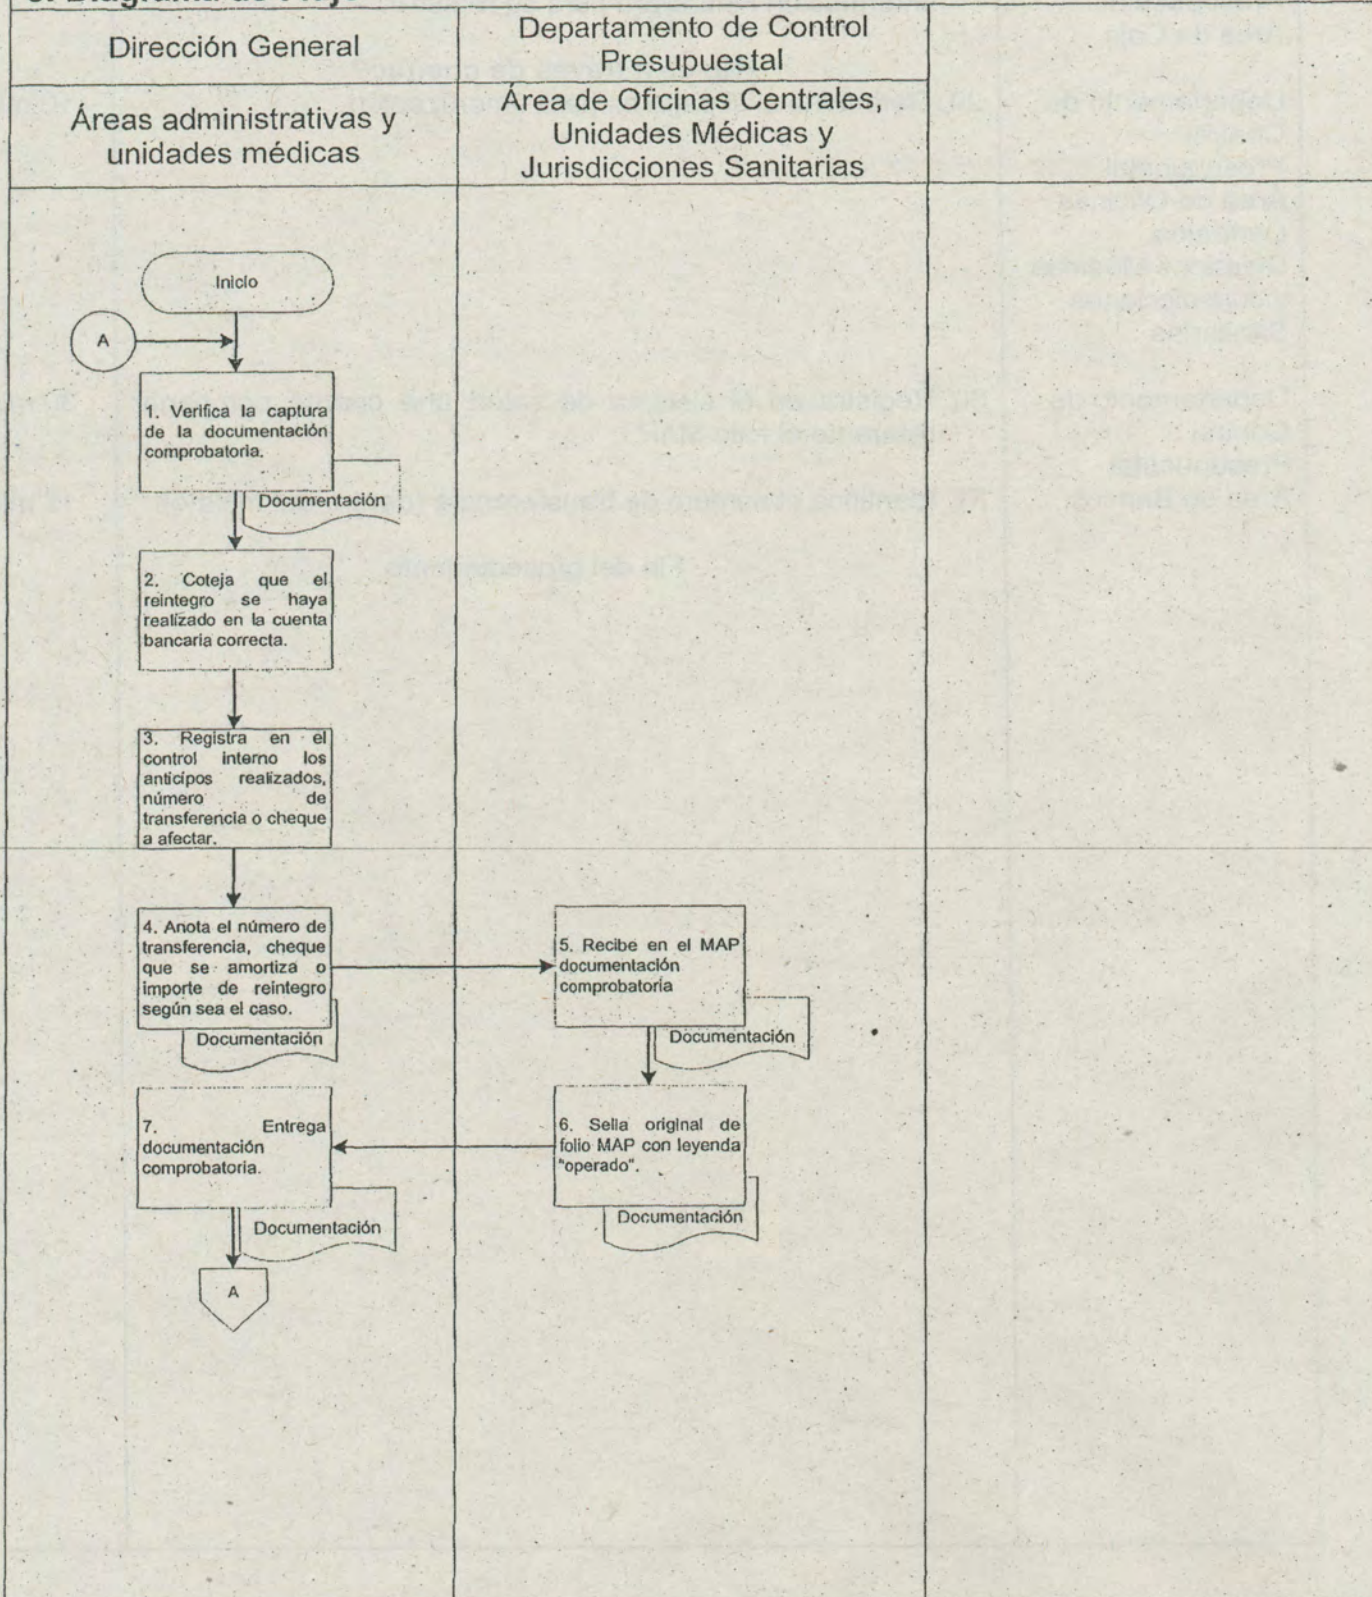 Dirección General
Departamento de Control
Presupuestal
Áreas administrativas y
unidades médicas
Área de Oficinas Centrales,
Unidades Médicas y
Jurisdicciones Sanitarias
Inicio
A
1. Verifica la captura
de la documentación
comprobatoria.
Documentación
2. Coteja que el
reintegro se haya
realizado en la cuenta
bancaria correcta.
3. Registra en el
control interno los
anticipos realizados,
número de
transferencia o cheque
a afectar.
4. Anota el número de
transferencia, cheque
que se amortiza o
importe de reintegro
según sea el caso.
Documentación
5. Recibe en el MAP
documentación
comprobatoria
Documentación
6. Sella original de
folio MAP con leyenda
"operado".
Documentación
7. Entrega
documentación
comprobatoria.
Documentación
A